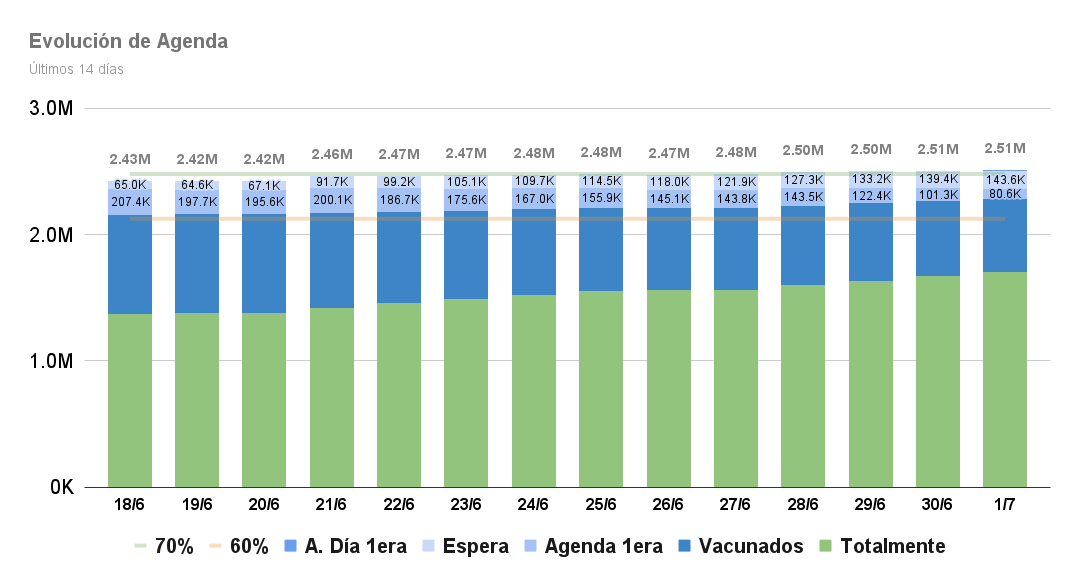 Evolución de Agenda
Últimos 14 días
3.0M
2.43M 2.42M 2.42M 2.46M 2.47M 2.47M 2.48M 2.48M 2.47M 2.48M 2.50M 2.50M 2.51M 2.51M
65.0K 64.6K 67.1K 91.7K 99.2K 105.1K 109.7K 114.5K 118.0K 121.9K 127.3K 133.2K 139.4K 143.6K
207.4K 197.7K 195.6K 200.1K 186.7K 175.6K 167.0K 155.9K 145.1K 143.8K 143.5K 122.4K 101.3K 80.6K
2.0M
1.0M
0K
18/6 19/6 20/6 21/6 22/6 23/6 24/6 25/6 26/6 27/6 28/6 29/6 30/6 1/7
70% 60% A. Día 1era Espera Agenda 1era Vacunados Totalmente